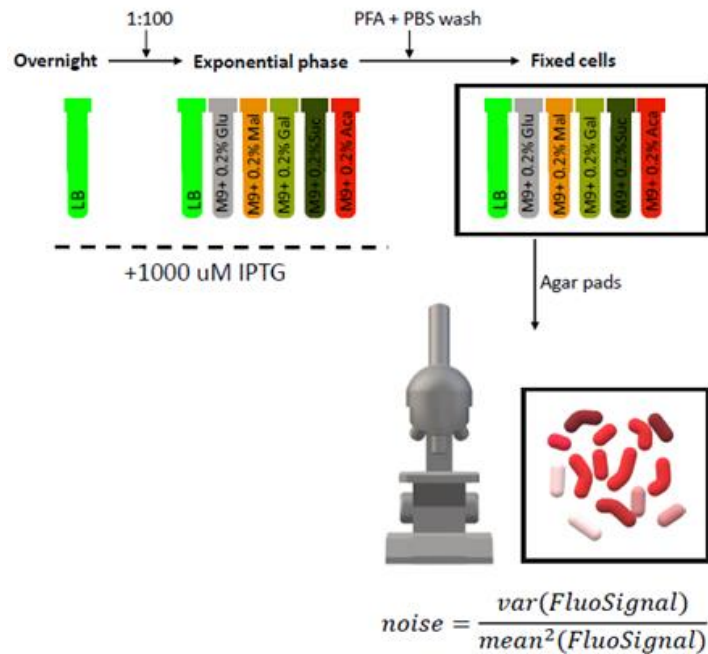 1:100
PFA + PBS wash
Overnight
Exponential phase
Fixed cells
LB
LB
M9+ 0.2% Glu
M9+ 0.2% Mal
M9+ 0.2% Gal
M9+ 0.2%Suc
M9+ 0.2% Aca
LB
M9+ 0.2% Glu
M9+ 0.2% Mal
M9+ 0.2% Gal
M9+ 0.2%Suc
M9+ 0.2% Aca
+1000 uM IPTG
Agar pads
noise = var(FluoSignal)
mean²(FluoSignal)